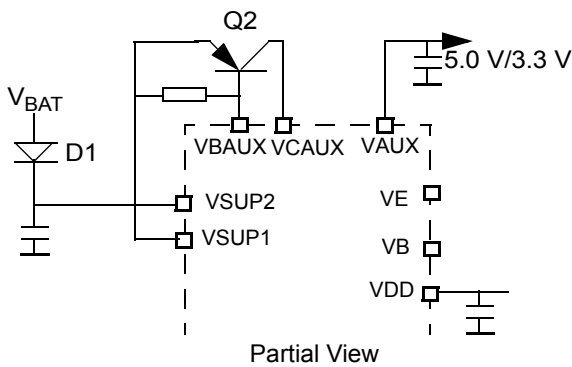 Q2
5.0 V/3.3 V
VBAT
D1
VBAUX VCAUX VAUX
VSUP2
VE
VSUP1
VB
VDD
Partial View